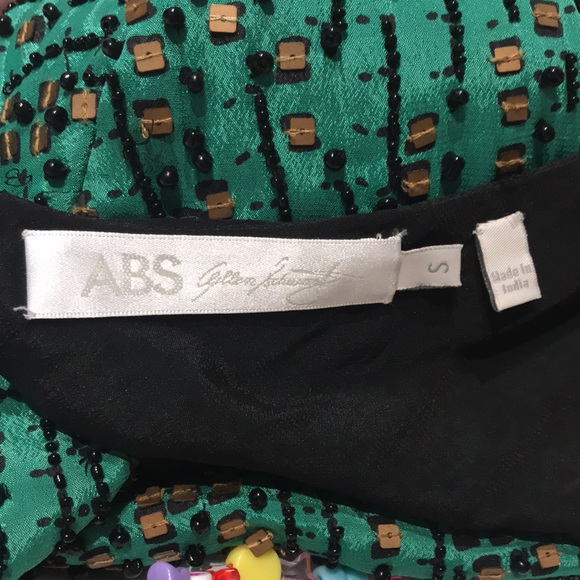 ABS Allen Schwartz
S
Made in
India